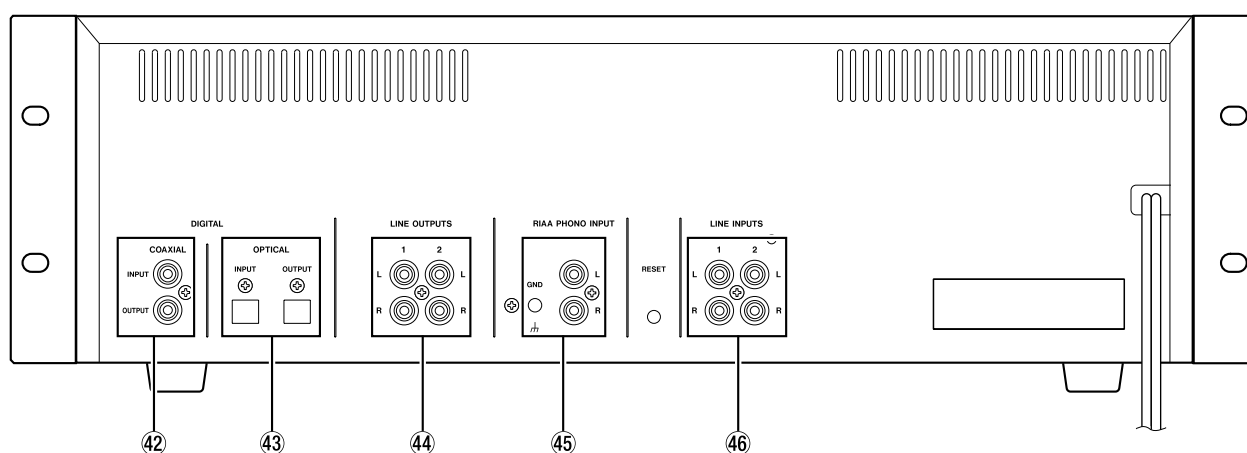 DIGITAL
LINE OUTPUTS
RIAA PHONO INPUT
LINE INPUTS
COAXIAL
INPUT
OUTPUT
OPTICAL
INPUT OUTPUT
1 2
L L
R R
GND
L
R
RESET
1 2
L L
R R
42 43 44 45 46